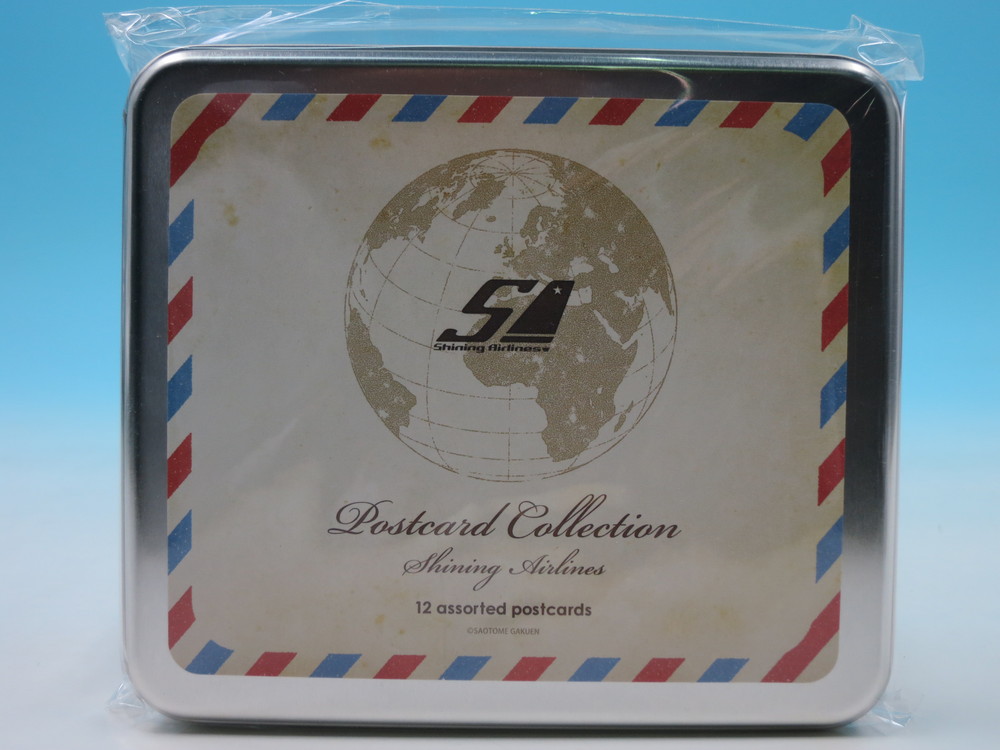 SA
Shining Airlines
Postcard Collection
Shining Airlines
12 assorted postcards
©SAOTOME GAKUEN